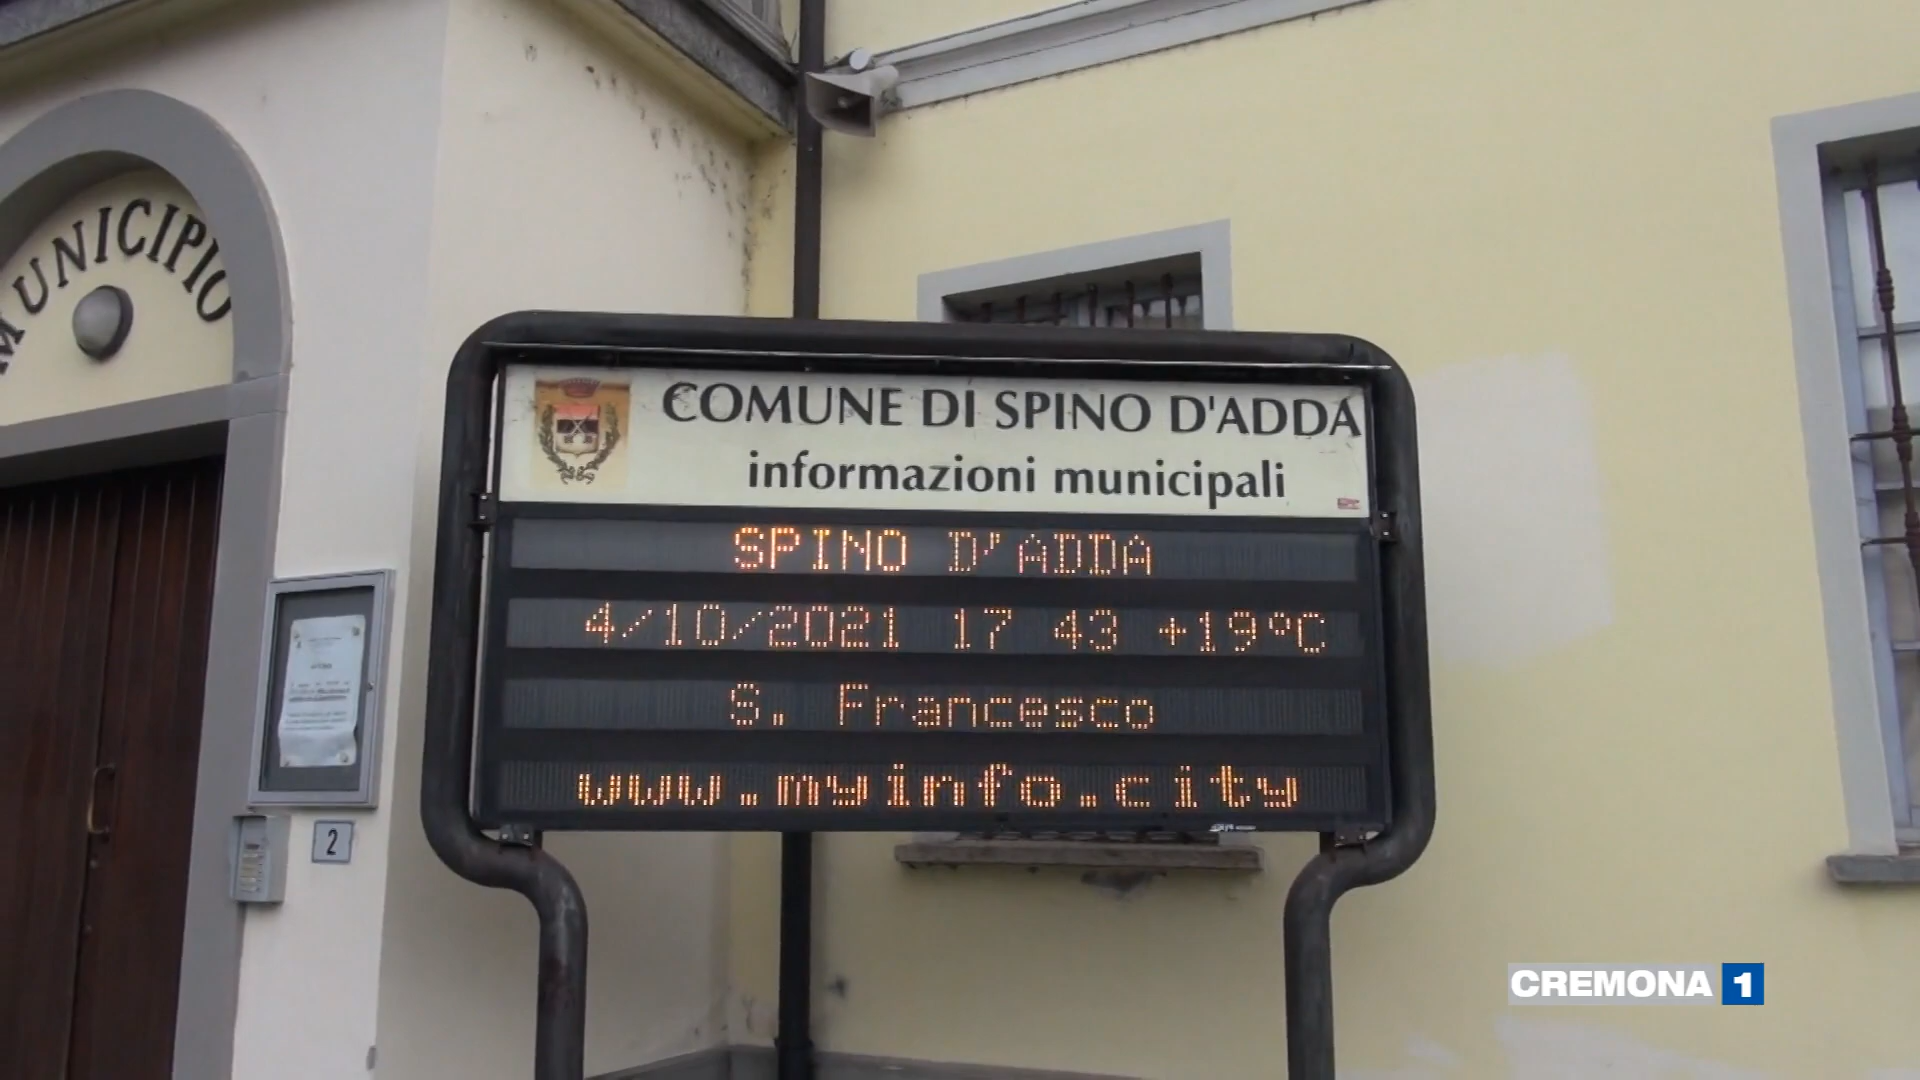 MUNICIPIO
COMUNE DI SPINO D'ADDA
informazioni municipali
SPINO D'ADDA
4/10/2021 17 43 +19°C
S. Francesco
www.myinfo.city
2
CREMONA 1